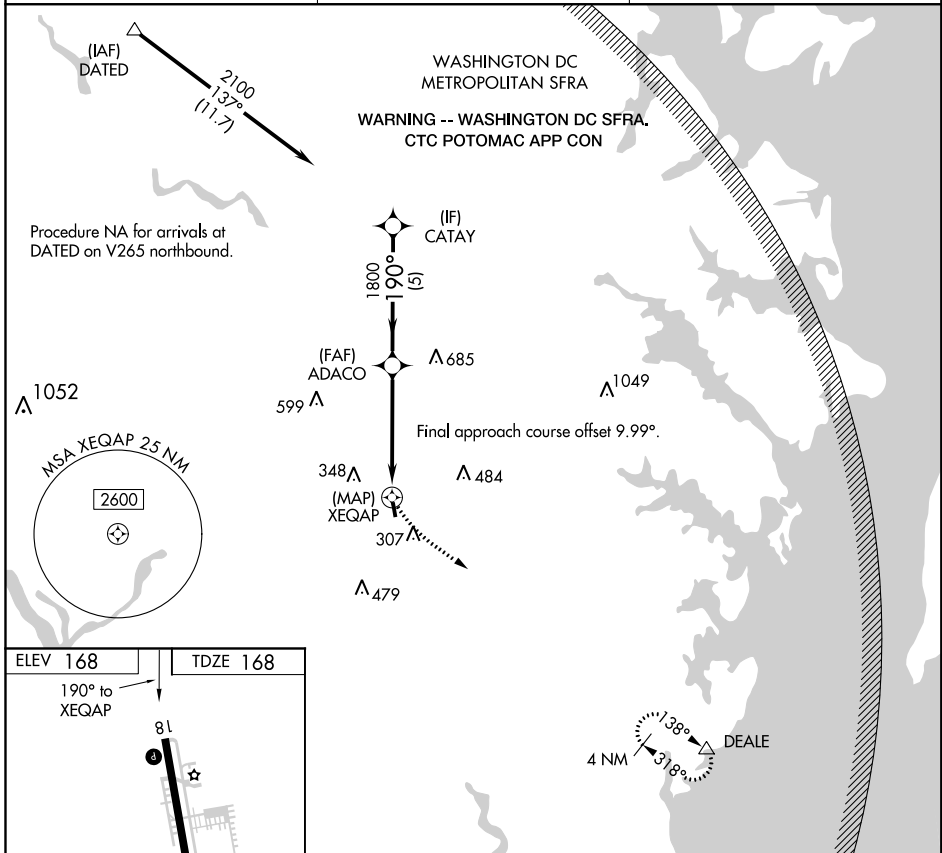 (IAF)
DATED
2100
137°
(11.7)
WASHINGTON DC
METROPOLITAN SFRA
WARNING -- WASHINGTON DC SFRA.
CTC POTOMAC APP CON
Procedure NA for arrivals at
DATED on V265 northbound.
(IF)
CATAY
1800
190°
(5)
(FAF)
ADACO
685
1052
599
1049
Final approach course offset 9.99°.
MSA XEQAP 25 NM
2600
348
484
(MAP)
XEQAP
307
479
ELEV 168
TDZE 168
190° to
XEQAP
18
P
138°
DEALE
4 NM
318°